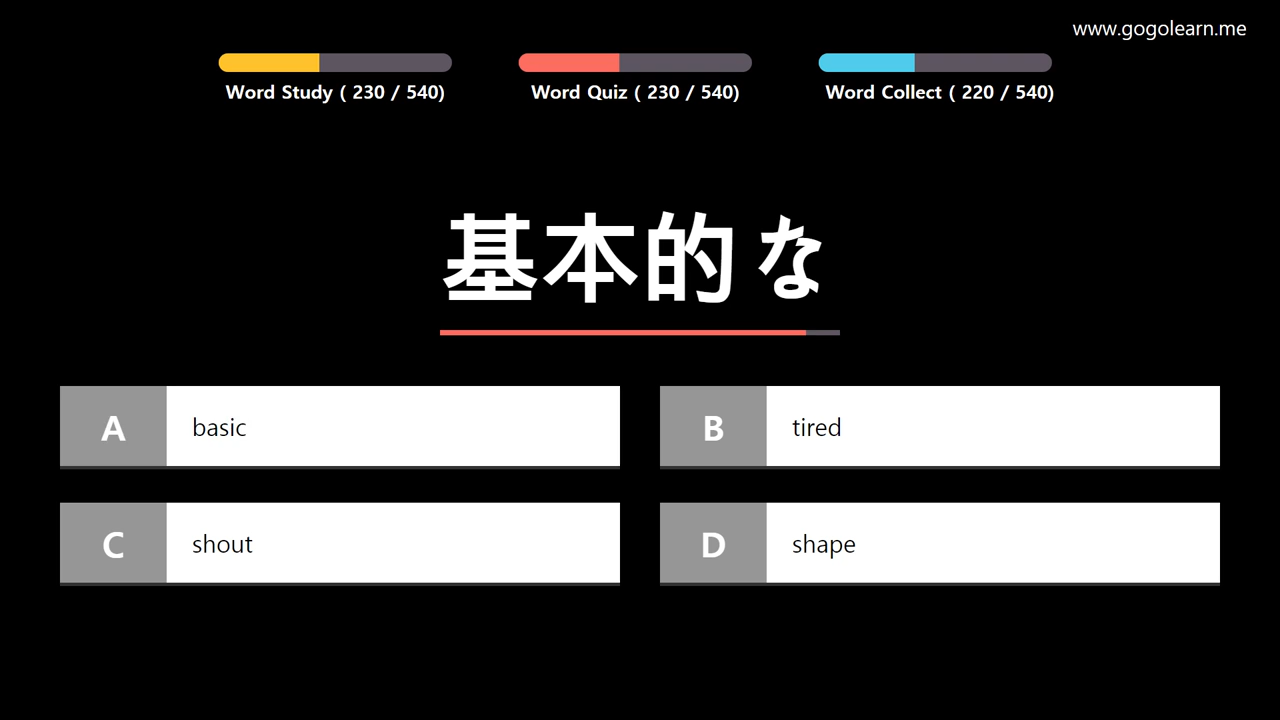 www.gogolearn.me
Word Study ( 230 / 540)
Word Quiz ( 230 / 540)
Word Collect ( 220 / 540)
基本的な
A basic
B tired
C shout
D shape